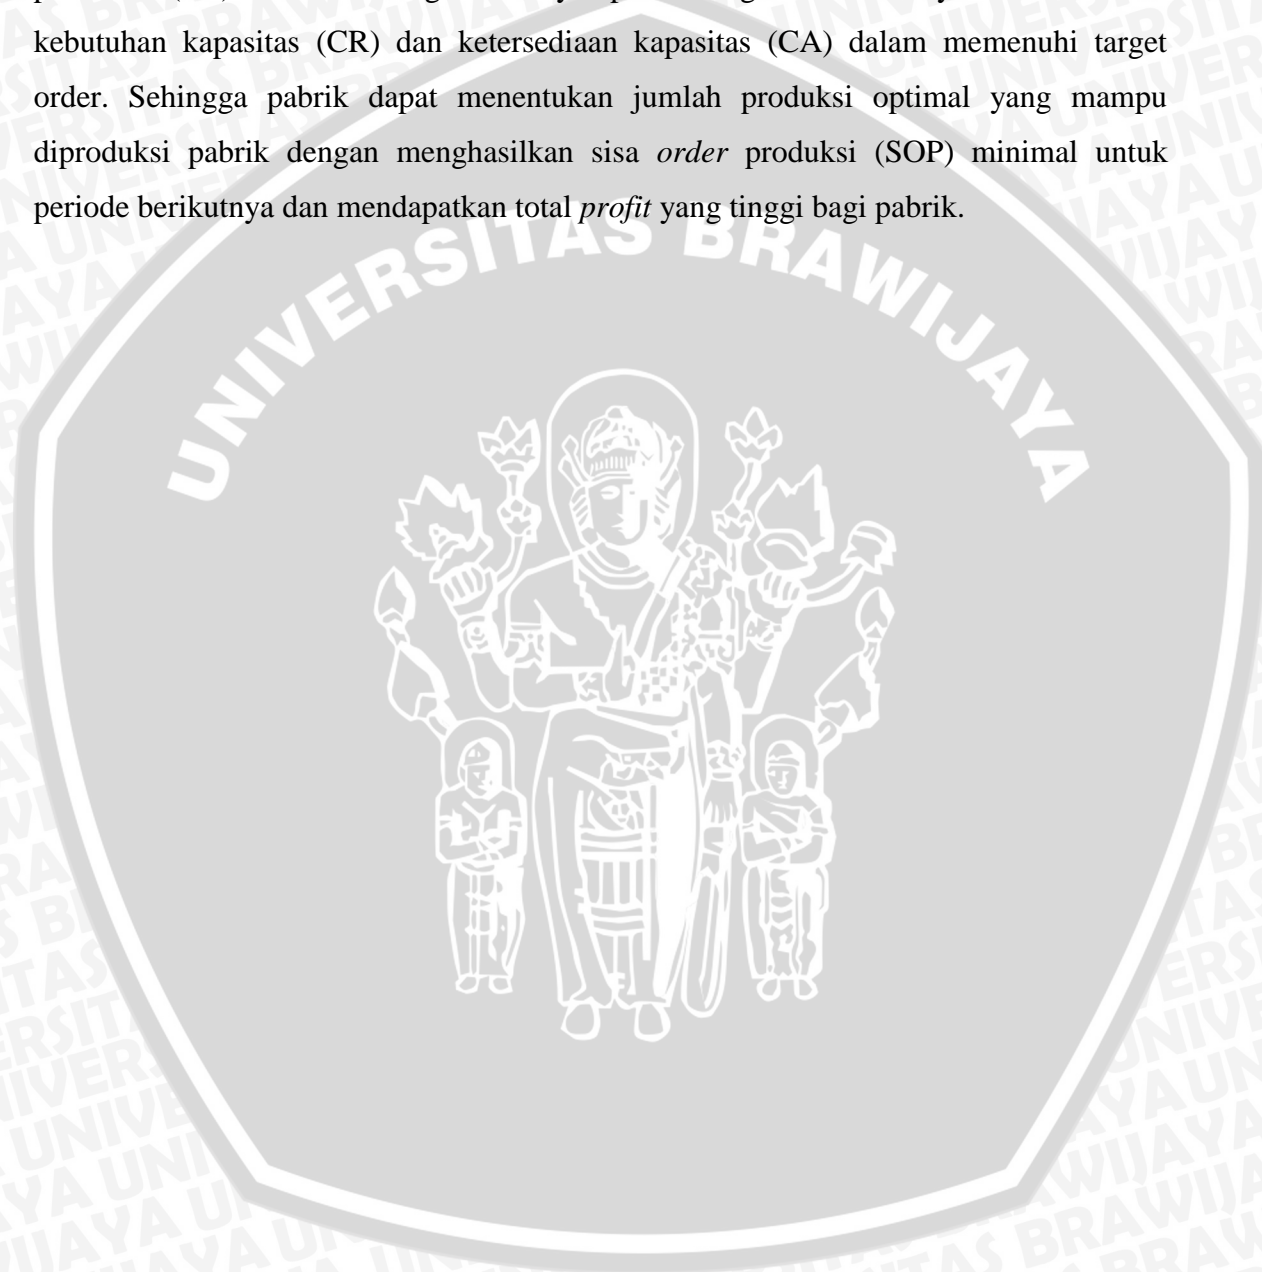 kebutuhan kapasitas (CR) dan ketersediaan kapasitas (CA) dalam memenuhi target
order. Sehingga pabrik dapat menentukan jumlah produksi optimal yang mampu
diproduksi pabrik dengan menghasilkan sisa order produksi (SOP) minimal untuk
periode berikutnya dan mendapatkan total profit yang tinggi bagi pabrik.
UNIVERSITAS BRAWIJAYA